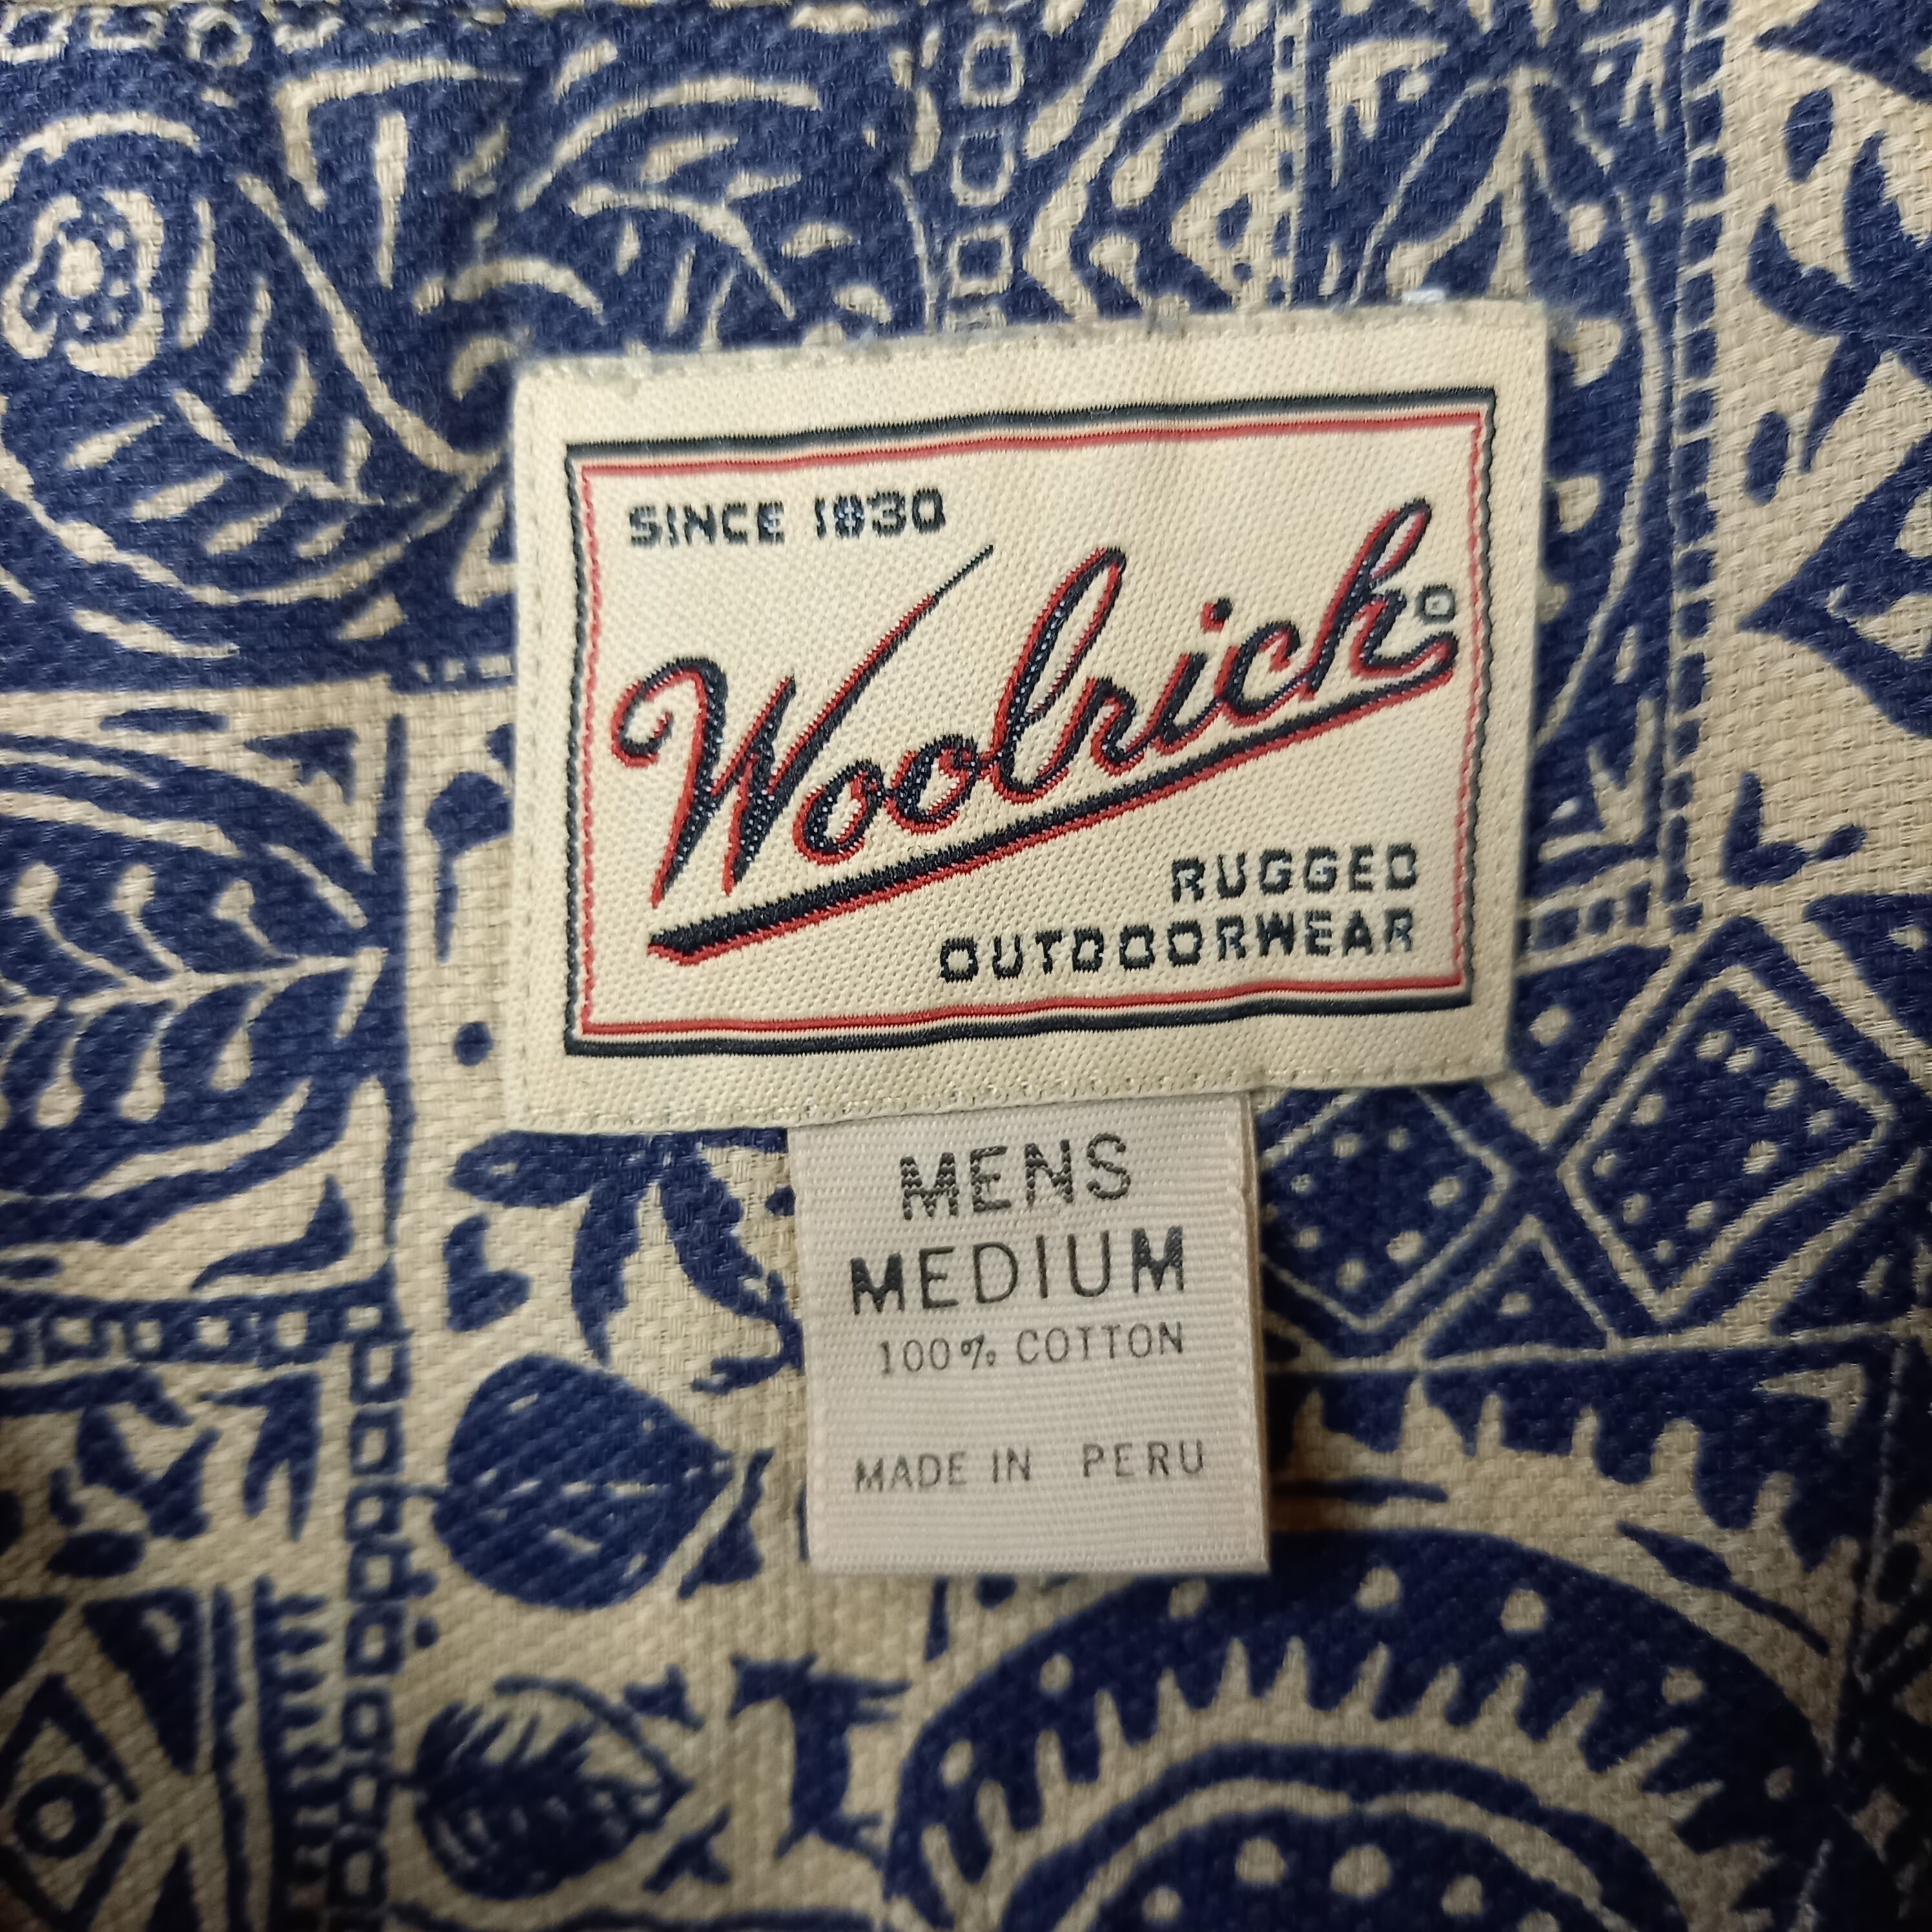 SINCE 1830
Woolrich®
RUGGED
OUTDOORWEAR
MENS
MEDIUM
100% COTTON
MADE IN PERU